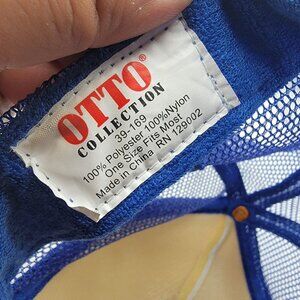 OTTO®
COLLECTION
39-169
100% Polyester 100%Nylon
One Size Fits Most
Made in China RN 129002